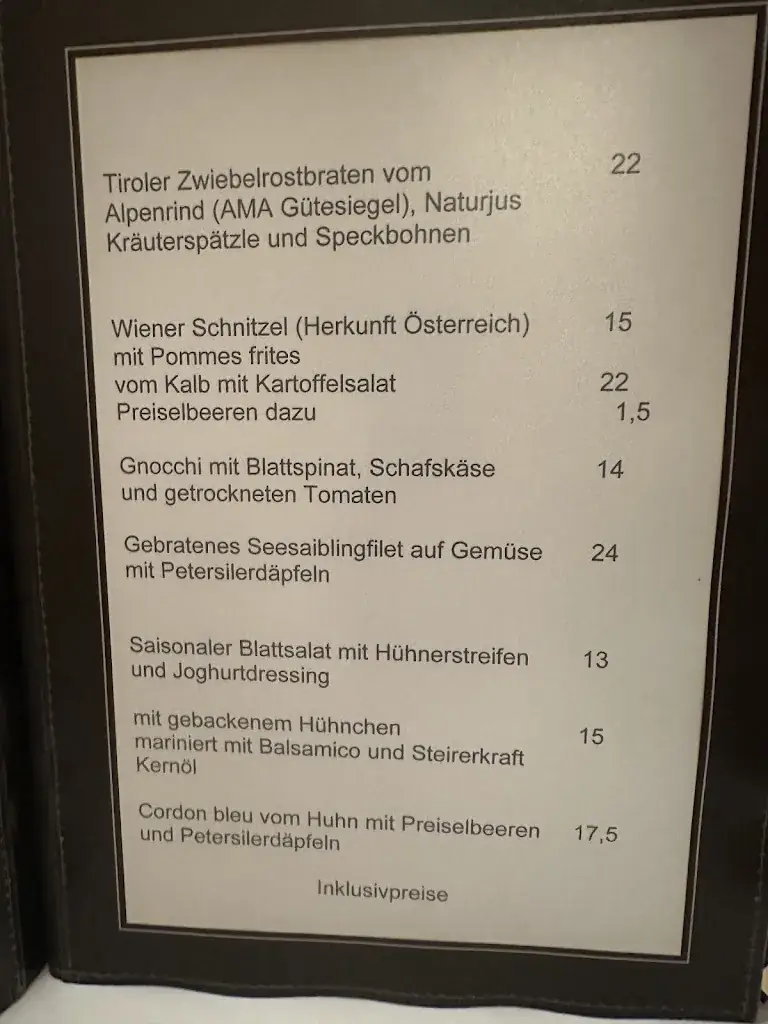 Tiroler Zwiebelrostbraten vom 22
Alpenrind (AMA Gütesiegel), Naturjus
Kräuterspätzle und Speckbohnen
Wiener Schnitzel (Herkunft Österreich) 15
mit Pommes frites
vom Kalb mit Kartoffelsalat 22
Preiselbeeren dazu 1,5
Gnocchi mit Blattspinat, Schafskäse 14
und getrockneten Tomaten
Gebratenes Seesaiblingfilet auf Gemüse 24
mit Petersilerdäpfeln
Saisonaler Blattsalat mit Hühnerstreifen 13
und Joghurtdressing
mit gebackenem Hühnchen 15
mariniert mit Balsamico und Steirerkraft
Kernöl
Cordon bleu vom Huhn mit Preiselbeeren 17,5
und Petersilerdäpfeln
Inklusivpreise